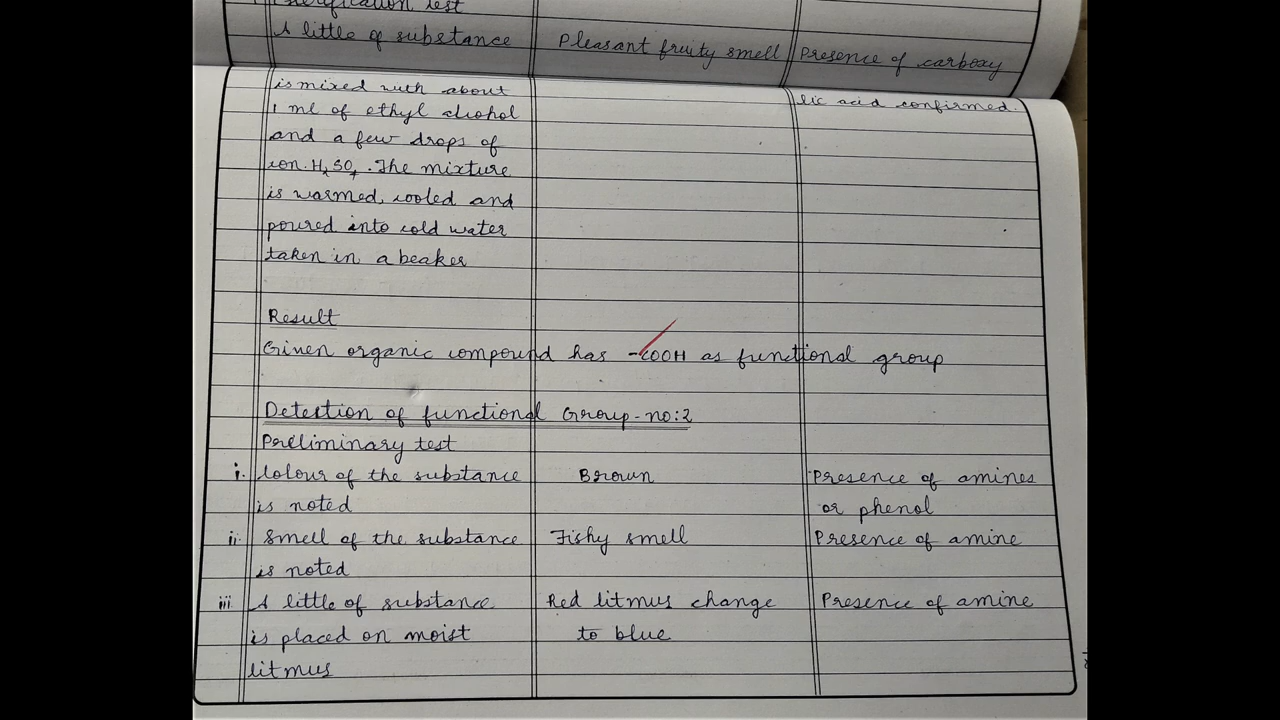 test
A little of substance Pleasant fruity smell Presence of carboxy
is mixed with about lic acid confirmed.
1 ml of ethyl alcohol
and a few drops of
con. H₂SO₄. The mixture
is warmed, cooled and
poured into cold water
taken in a beaker
Result
Given organic compound has -COOH as functional group
Detection of functional Group - no:2
Preliminary test
i. Colour of the substance Brown Presence of amines
is noted or phenol
ii. Smell of the substance Fishy smell Presence of amine
is noted
iii A little of substance Red litmus change Presence of amine
is placed on moist to blue
litmus